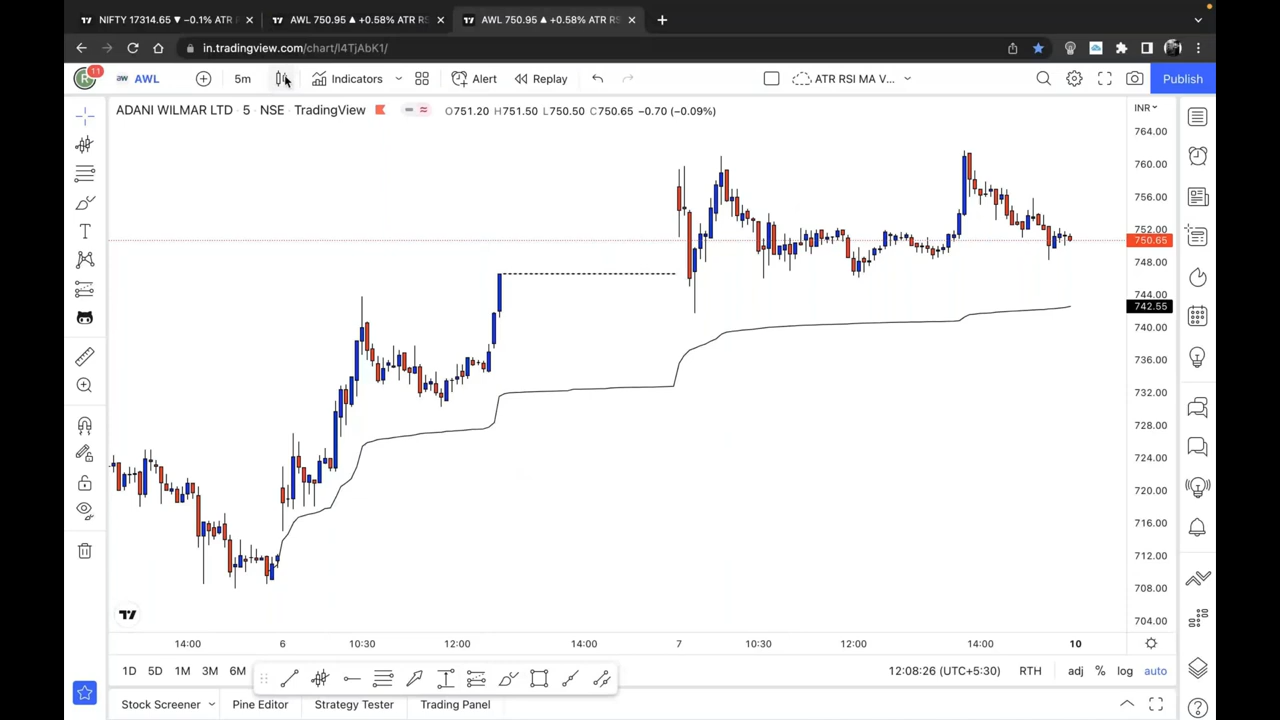 NIFTY 17314.65 ▼ −0.1% ATR
AWL 750.95 ▲ +0.58% ATR RS
AWL 750.95 ▲ +0.58% ATR RS
in.tradingview.com/chart/I4TjAbK1/
R 11 aw AWL 5m Indicators Alert Replay ATR RSI MA V... Publish
ADANI WILMAR LTD · 5 · NSE · TradingView O751.20 H751.50 L750.50 C750.65 −0.70 (−0.09%)
INR
764.00
760.00
756.00
752.00
750.65
748.00
744.00
742.55
740.00
736.00
732.00
728.00
724.00
720.00
716.00
712.00
708.00
704.00
14:00 6 10:30 12:00 14:00 7 10:30 12:00 14:00 10
1D 5D 1M 3M 6M 12:08:26 (UTC+5:30) RTH adj % log auto
Stock Screener Pine Editor Strategy Tester Trading Panel